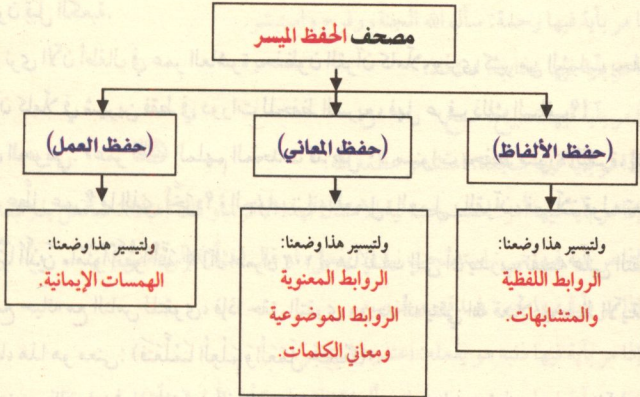 مصحف الحفظ الميسر
(حفظ الألفاظ)
(حفظ المعاني)
(حفظ العمل)
ولتيسير هذا وضعنا:
الروابط اللفظية
والمتشابهات.
ولتيسير هذا وضعنا:
الروابط المعنوية
الروابط الموضوعية
ومعاني الكلمات.
ولتيسير هذا وضعنا:
الهمسات الإيمانية.